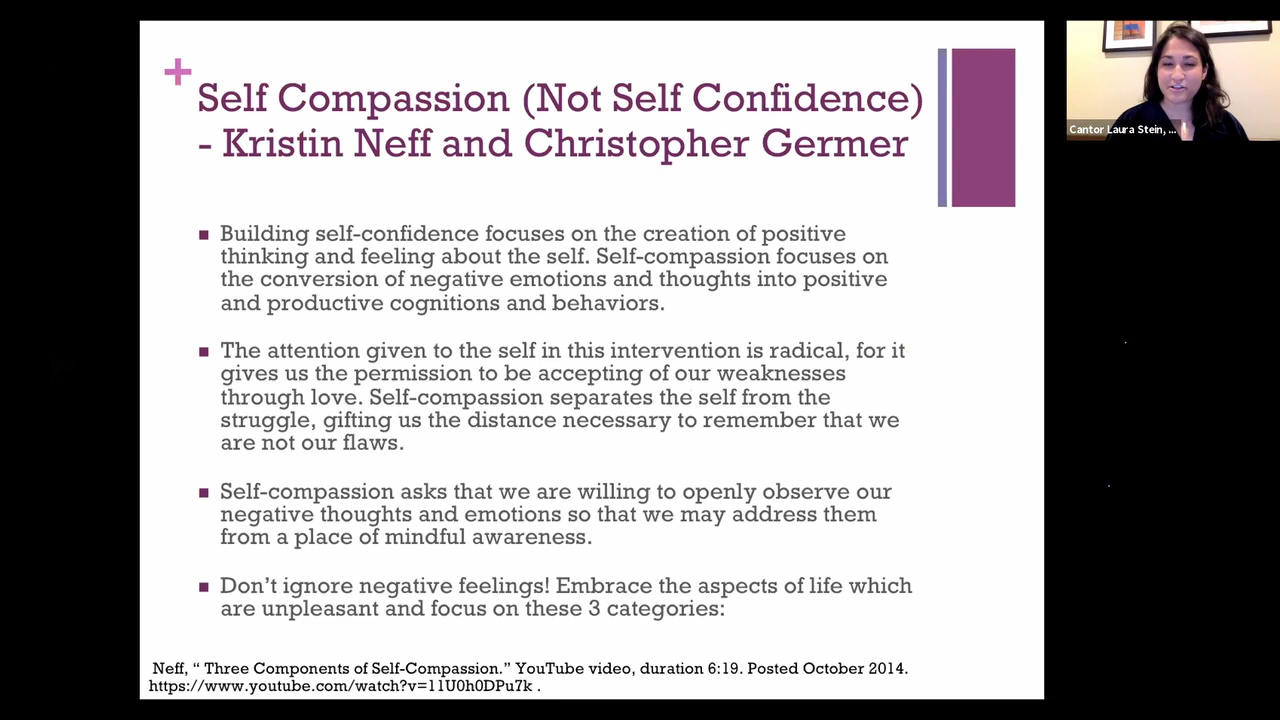 +
Self Compassion (Not Self Confidence)
- Kristin Neff and Christopher Germer
Building self-confidence focuses on the creation of positive
thinking and feeling about the self. Self-compassion focuses on
the conversion of negative emotions and thoughts into positive
and productive cognitions and behaviors.
The attention given to the self in this intervention is radical, for it
gives us the permission to be accepting of our weaknesses
through love. Self-compassion separates the self from the
struggle, gifting us the distance necessary to remember that we
are not our flaws.
Self-compassion asks that we are willing to openly observe our
negative thoughts and emotions so that we may address them
from a place of mindful awareness.
Don’t ignore negative feelings! Embrace the aspects of life which
are unpleasant and focus on these 3 categories:
Neff, “ Three Components of Self-Compassion.” YouTube video, duration 6:19. Posted October 2014.
https://www.youtube.com/watch?v=11U0h0DPu7k .
Cantor Laura Stein, ...